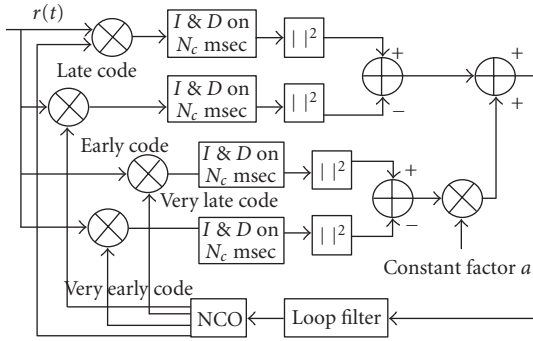 r(t)
I & D on
N_c msec
| |²
+
Late code
−
+
+
I & D on
N_c msec
| |²
Early code
I & D on
N_c msec
| |²
+
Very late code
−
I & D on
N_c msec
| |²
Constant factor a
Very early code
NCO
Loop filter